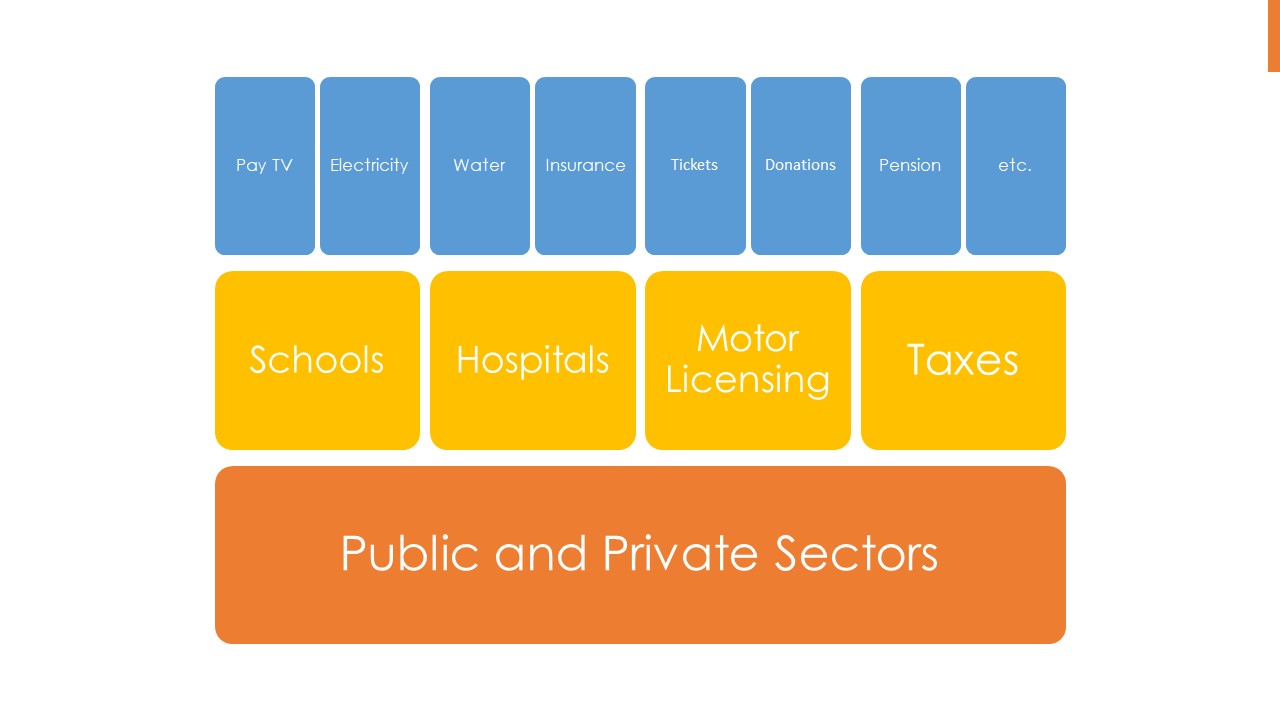 Pay TV
Electricity
Water
Insurance
Tickets
Donations
Pension
etc.
Schools
Hospitals
Motor
Licensing
Taxes
Public and Private Sectors